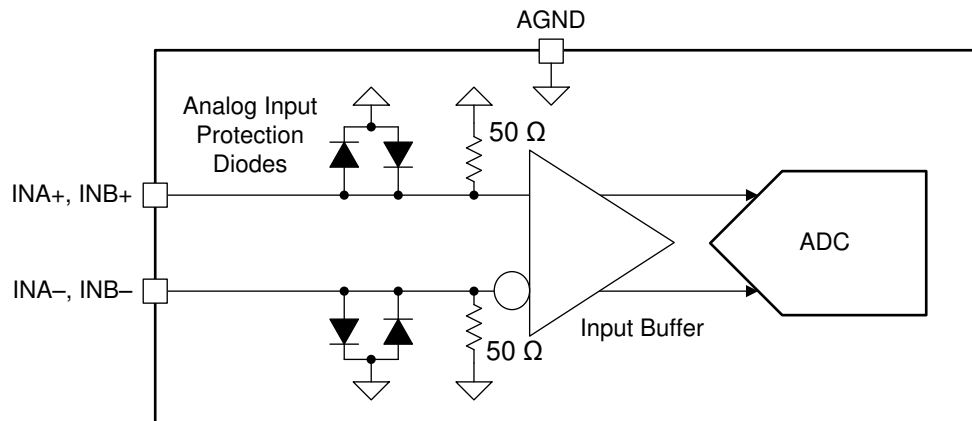 AGND
Analog Input
Protection
Diodes
50 Ω
INA+, INB+
ADC
INA–, INB–
Input Buffer
50 Ω